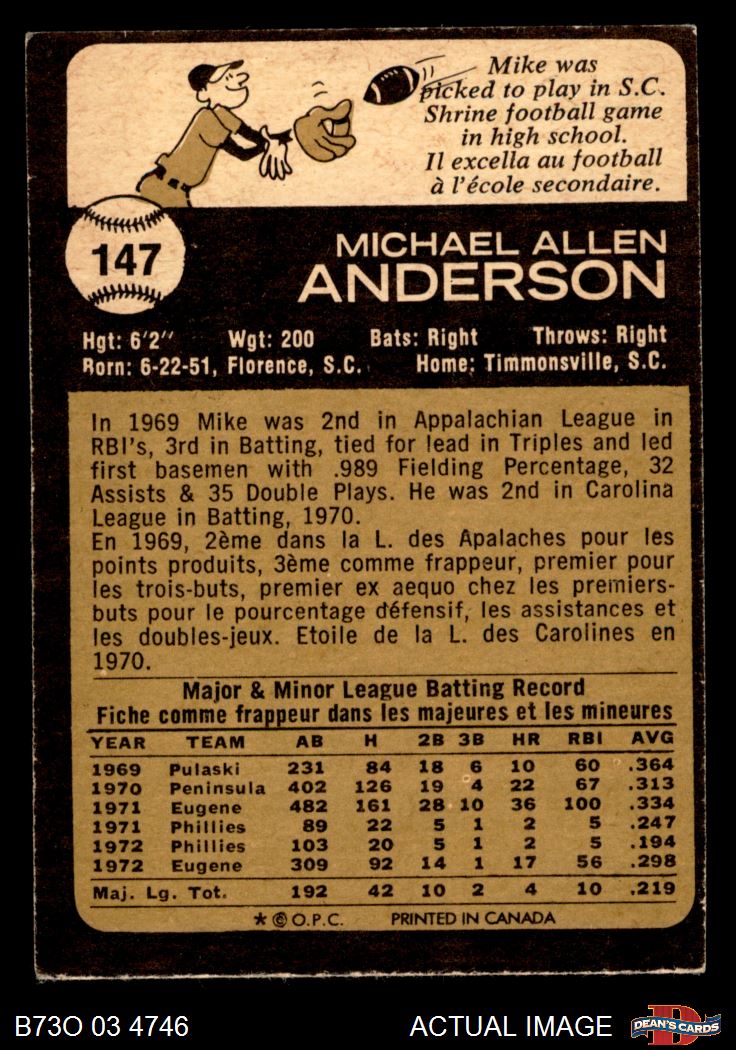 Mike was
picked to play in S.C.
Shrine football game
in high school.
Il excella au football
à l'école secondaire.
147
MICHAEL ALLEN
ANDERSON
Hgt: 6'2" Wgt: 200 Bats: Right Throws: Right
Born: 6-22-51, Florence, S.C. Home: Timmonsville, S.C.
In 1969 Mike was 2nd in Appalachian League in
RBI's, 3rd in Batting, tied for lead in Triples and led
first basemen with .989 Fielding Percentage, 32
Assists & 35 Double Plays. He was 2nd in Carolina
League in Batting, 1970.
En 1969, 2ème dans la L. des Apalaches pour les
points produits, 3ème comme frappeur, premier pour
les trois-buts, premier ex aequo chez les premiers-
buts pour le pourcentage défensif, les assistances et
les doubles-jeux. Etoile de la L. des Carolines en
1970.
Major & Minor League Batting Record
Fiche comme frappeur dans les majeures et les mineures
YEAR TEAM AB H 2B 3B HR RBI AVG
1969 Pulaski 231 84 18 6 10 60 .364
1970 Peninsula 402 126 19 4 22 67 .313
1971 Eugene 482 161 28 10 36 100 .334
1971 Phillies 89 22 5 1 2 5 .247
1972 Phillies 103 20 5 1 2 5 .194
1972 Eugene 309 92 14 1 17 56 .298
Maj. Lg. Tot. 192 42 10 2 4 10 .219
* © O.P.C. PRINTED IN CANADA
B73O 03 4746 ACTUAL IMAGE DEAN'S CARDS